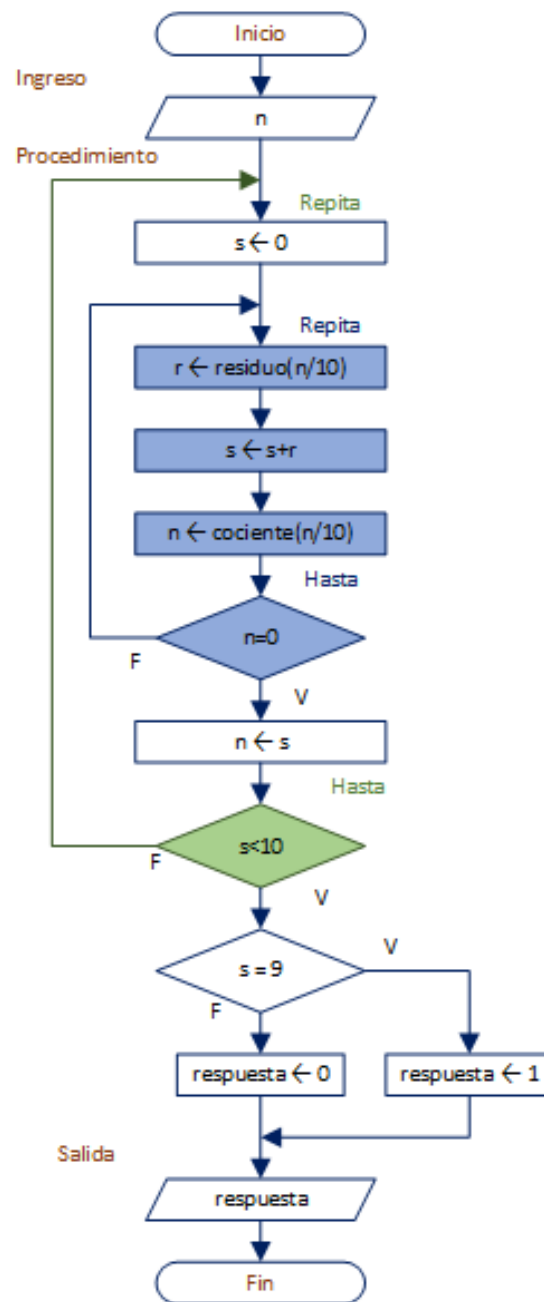 Inicio
Ingreso
n
Procedimiento
Repita
s ← 0
Repita
r ← residuo(n/10)
s ← s+r
n ← cociente(n/10)
Hasta
n=0
F
V
n ← s
Hasta
s<10
F
V
s = 9
V
F
respuesta ← 0
respuesta ← 1
Salida
respuesta
Fin